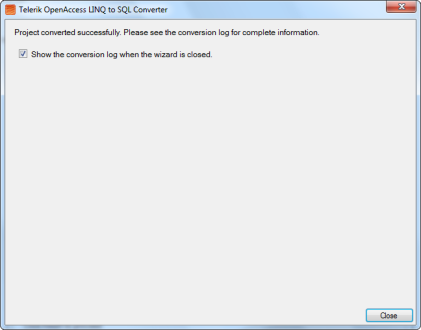 Telerik OpenAccess LINQ to SQL Converter
Project converted successfully. Please see the conversion log for complete information.
Show the conversion log when the wizard is closed.
Close